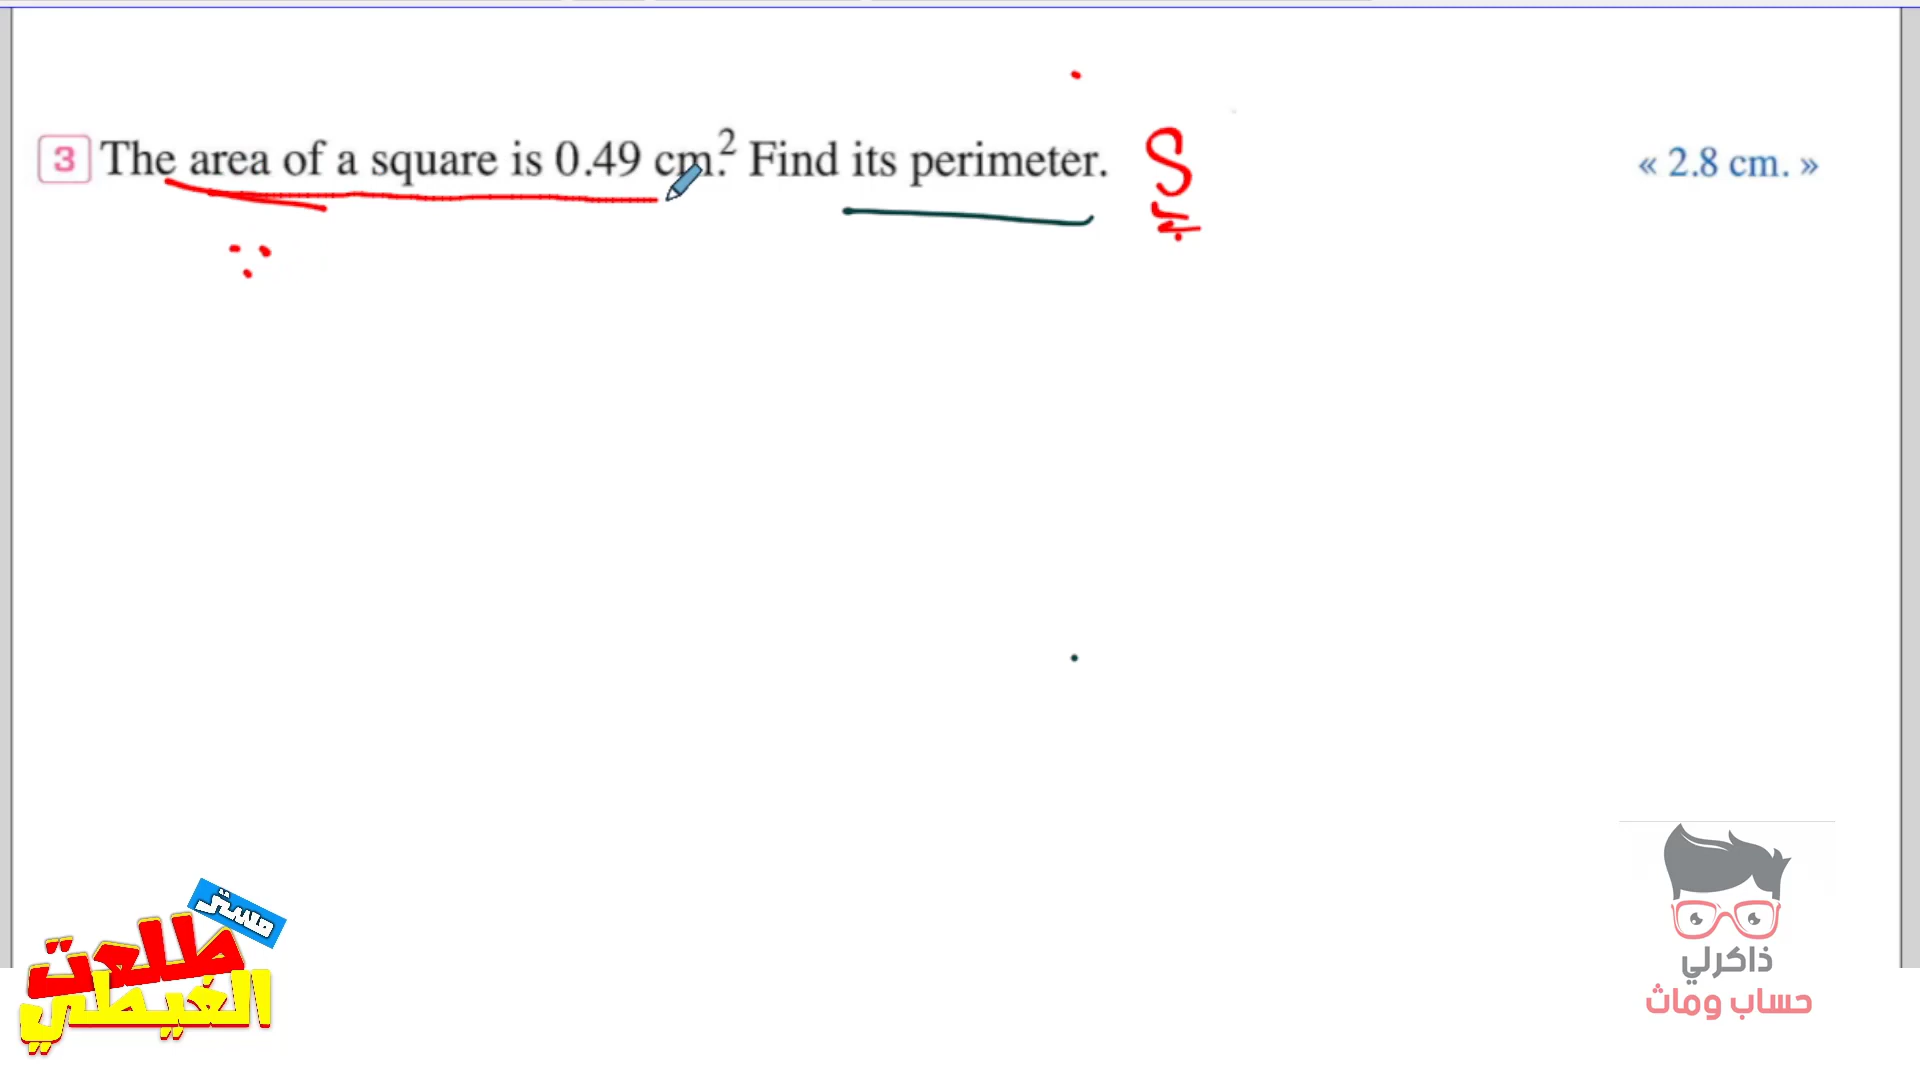 3 The area of a square is 0.49 cm.² Find its perimeter. S « 2.8 cm. »
∵
مستر
طلعت
الغيطي
ذاكرلي
حساب وماث